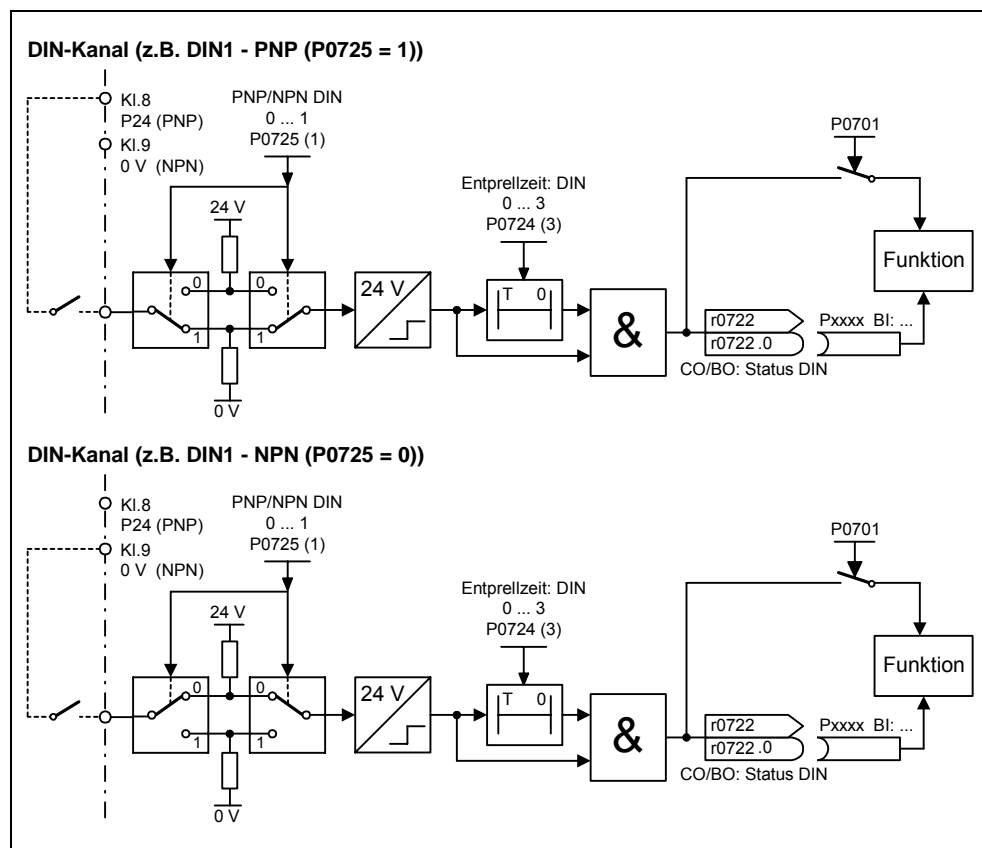 DIN-Kanal (z.B. DIN1 - PNP (P0725 = 1))
Kl.8
P24 (PNP)
Kl.9
0 V (NPN)
PNP/NPN DIN
0 ... 1
P0725 (1)
24 V
0
0
1
1
0 V
24 V
Entprellzeit: DIN
0 ... 3
P0724 (3)
T 0
&
P0701
Funktion
r0722
r0722 .0
Pxxxx BI: ...
CO/BO: Status DIN
DIN-Kanal (z.B. DIN1 - NPN (P0725 = 0))
Kl.8
P24 (PNP)
Kl.9
0 V (NPN)
PNP/NPN DIN
0 ... 1
P0725 (1)
24 V
0
0
1
1
0 V
24 V
Entprellzeit: DIN
0 ... 3
P0724 (3)
T 0
&
P0701
Funktion
r0722
r0722 .0
Pxxxx BI: ...
CO/BO: Status DIN